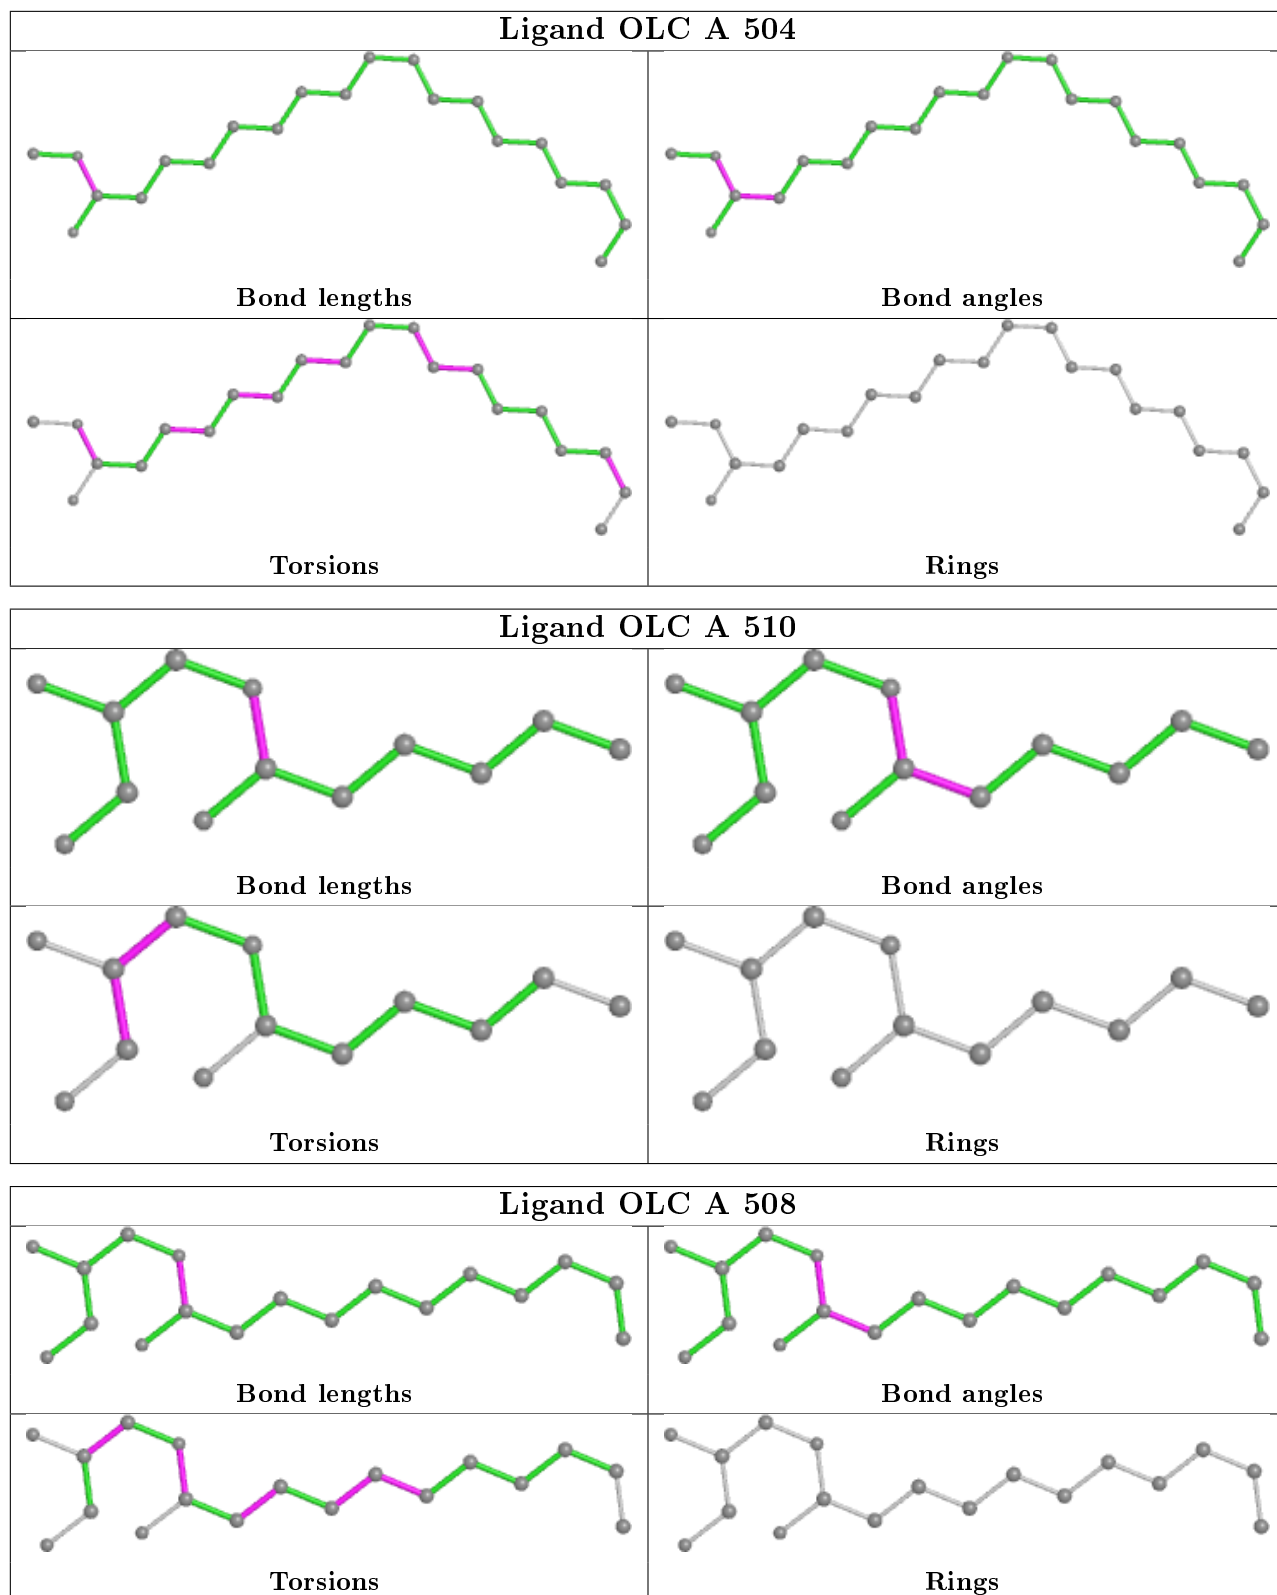 Ligand OLC A 504
Bond lengths
Bond angles
Torsions
Rings
Ligand OLC A 510
Bond lengths
Bond angles
Torsions
Rings
Ligand OLC A 508
Bond lengths
Bond angles
Torsions
Rings